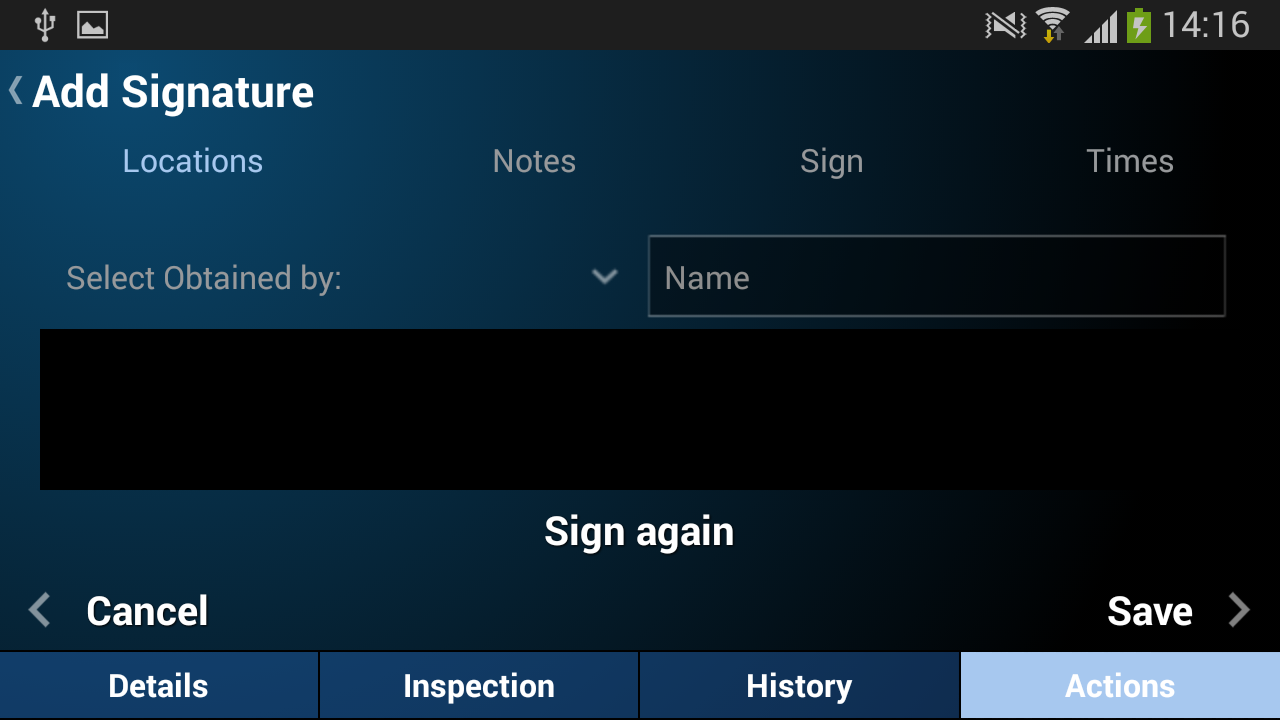 14:16
Add Signature
Locations Notes Sign Times
Select Obtained by: Name
Sign again
Cancel Save
Details Inspection History Actions